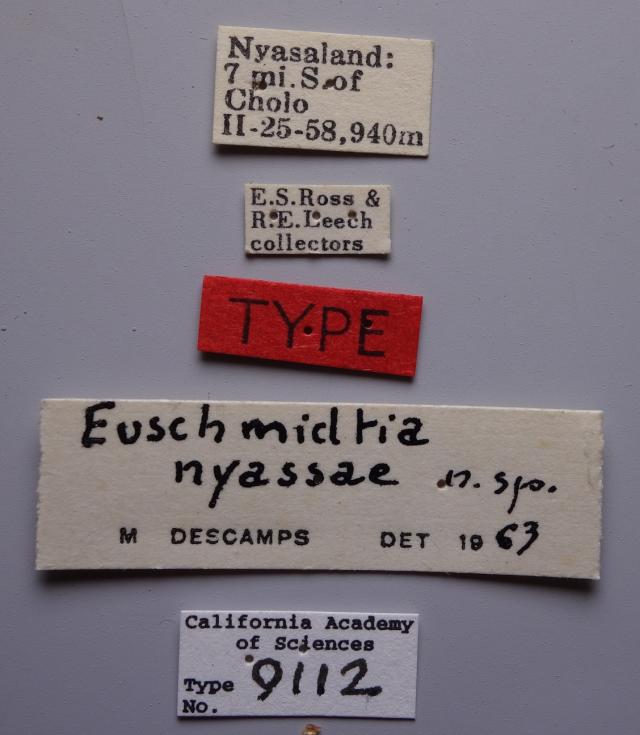 Nyasaland:
7 mi. S. of
Cholo
II-25-58,940m
E.S.Ross &
R.E.Leech
collectors
TYPE
Euschmidtia
nyassae n. sp.
M DESCAMPS DET 1963
California Academy
of Sciences
Type
No. 9112